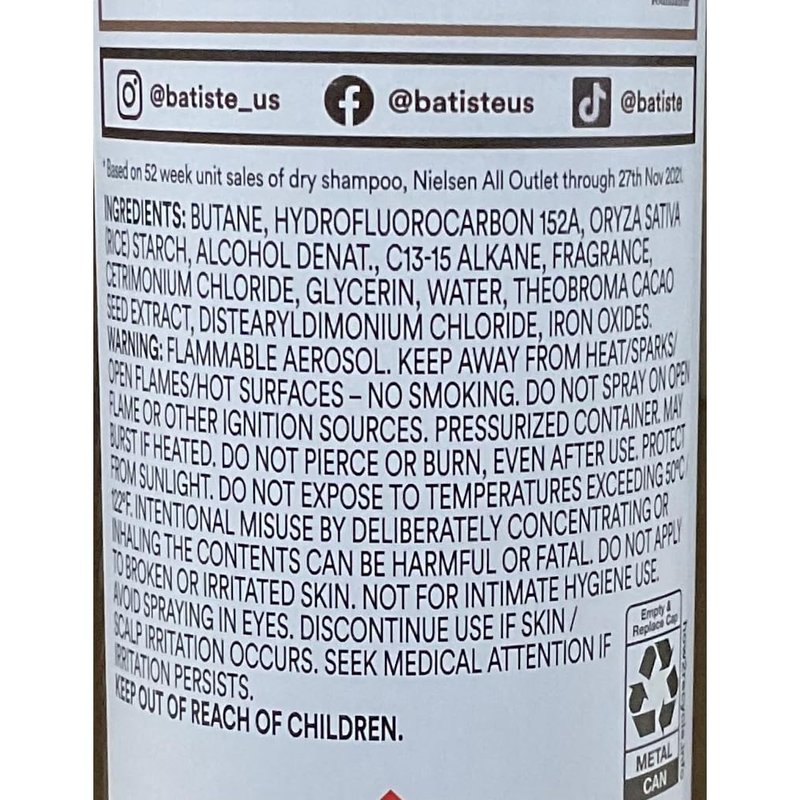 @batiste_us @batisteus @batiste
*Based on 52 week unit sales of dry shampoo, Nielsen All Outlet through 27th Nov 2021.
INGREDIENTS: BUTANE, HYDROFLUOROCARBON 152A, ORYZA SATIVA
(RICE) STARCH, ALCOHOL DENAT., C13-15 ALKANE, FRAGRANCE,
CETRIMONIUM CHLORIDE, GLYCERIN, WATER, THEOBROMA CACAO
SEED EXTRACT, DISTEARYLDIMONIUM CHLORIDE, IRON OXIDES.
WARNING: FLAMMABLE AEROSOL. KEEP AWAY FROM HEAT/SPARKS/
OPEN FLAMES/HOT SURFACES – NO SMOKING. DO NOT SPRAY ON OPEN
FLAME OR OTHER IGNITION SOURCES. PRESSURIZED CONTAINER. MAY
BURST IF HEATED. DO NOT PIERCE OR BURN, EVEN AFTER USE. PROTECT
FROM SUNLIGHT. DO NOT EXPOSE TO TEMPERATURES EXCEEDING 50°C/
122°F. INTENTIONAL MISUSE BY DELIBERATELY CONCENTRATING OR
INHALING THE CONTENTS CAN BE HARMFUL OR FATAL. DO NOT APPLY
TO BROKEN OR IRRITATED SKIN. NOT FOR INTIMATE HYGIENE USE.
AVOID SPRAYING IN EYES. DISCONTINUE USE IF SKIN /
SCALP IRRITATION OCCURS. SEEK MEDICAL ATTENTION IF
IRRITATION PERSISTS.
KEEP OUT OF REACH OF CHILDREN.
Empty &
Replace Cap
METAL
CAN
how2recycle.info